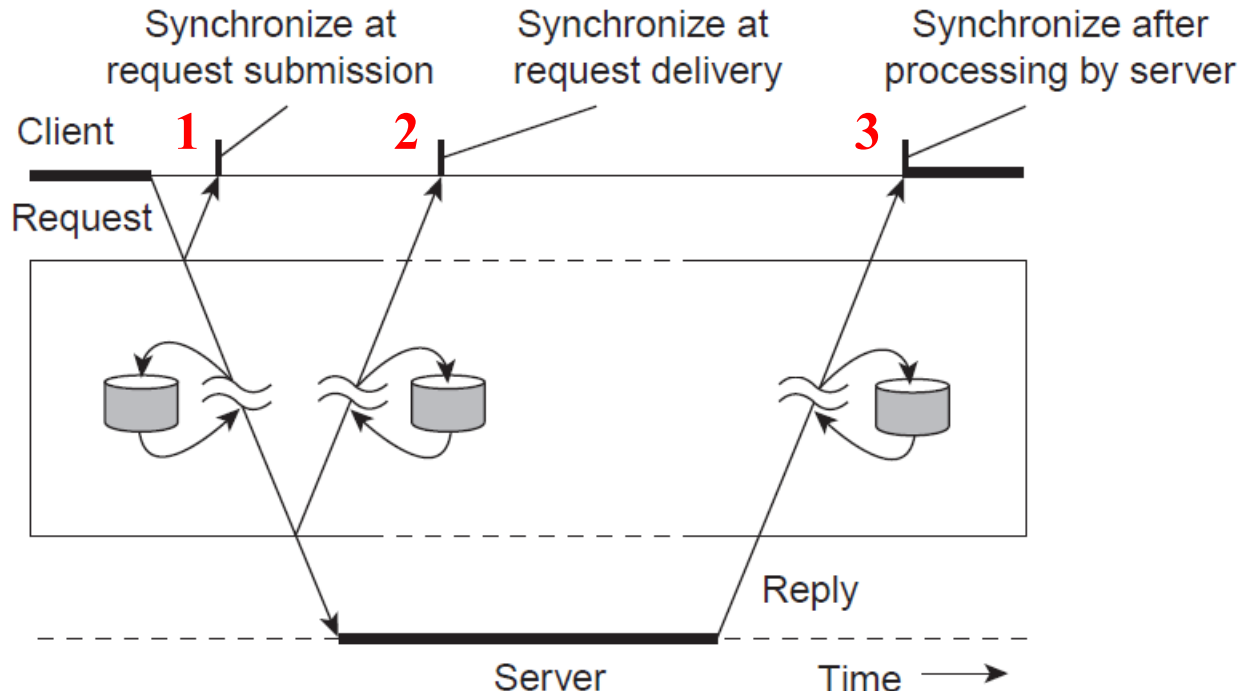 Synchronize at
request submission
Synchronize at
request delivery
Synchronize after
processing by server
Client
1
2
3
Request
Reply
Server
Time